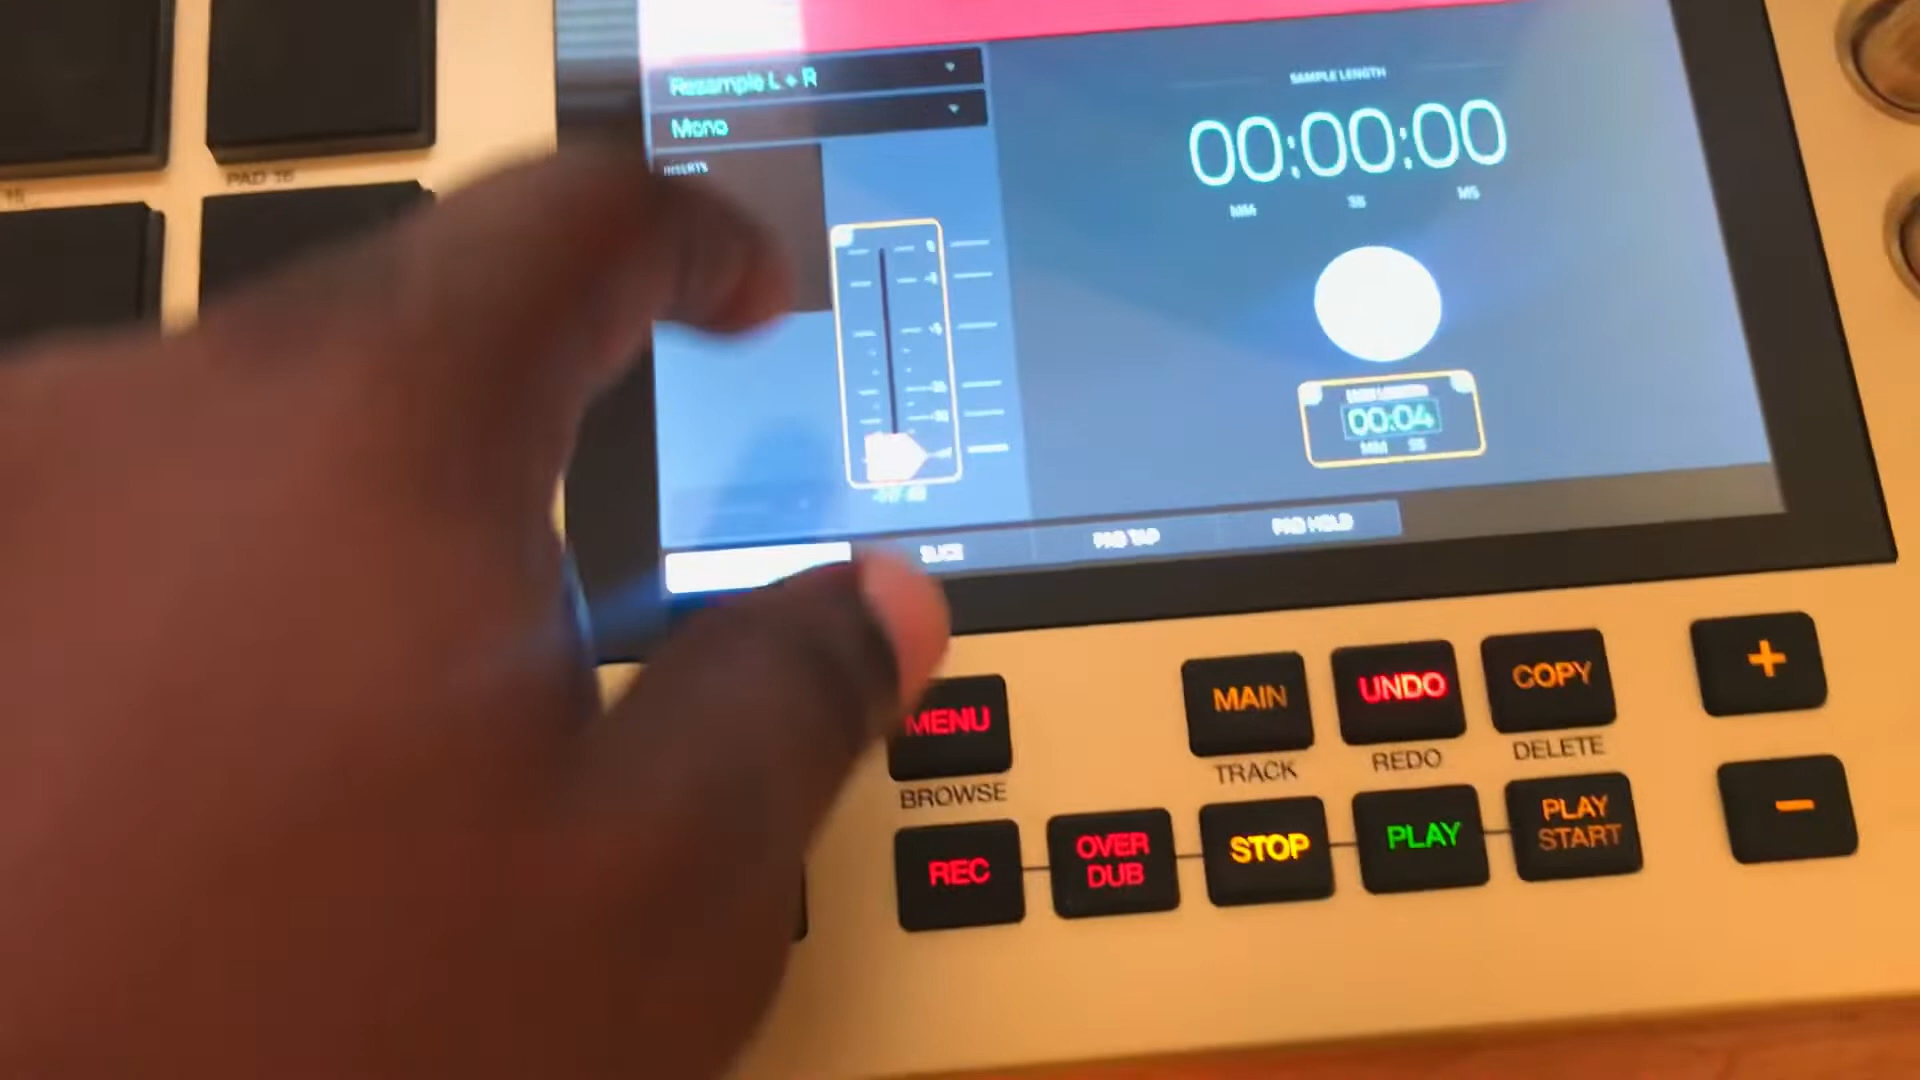 Resample L + R
Mono
INSERTS
SAMPLE LENGTH
00:00:00
MM SS MS
00:04
MM SS
SLICE
PAD TAP
PAD HOLD
15
PAD 16
MENU
BROWSE
MAIN
TRACK
UNDO
REDO
COPY
DELETE
+
REC
OVER
DUB
STOP
PLAY
PLAY
START
-